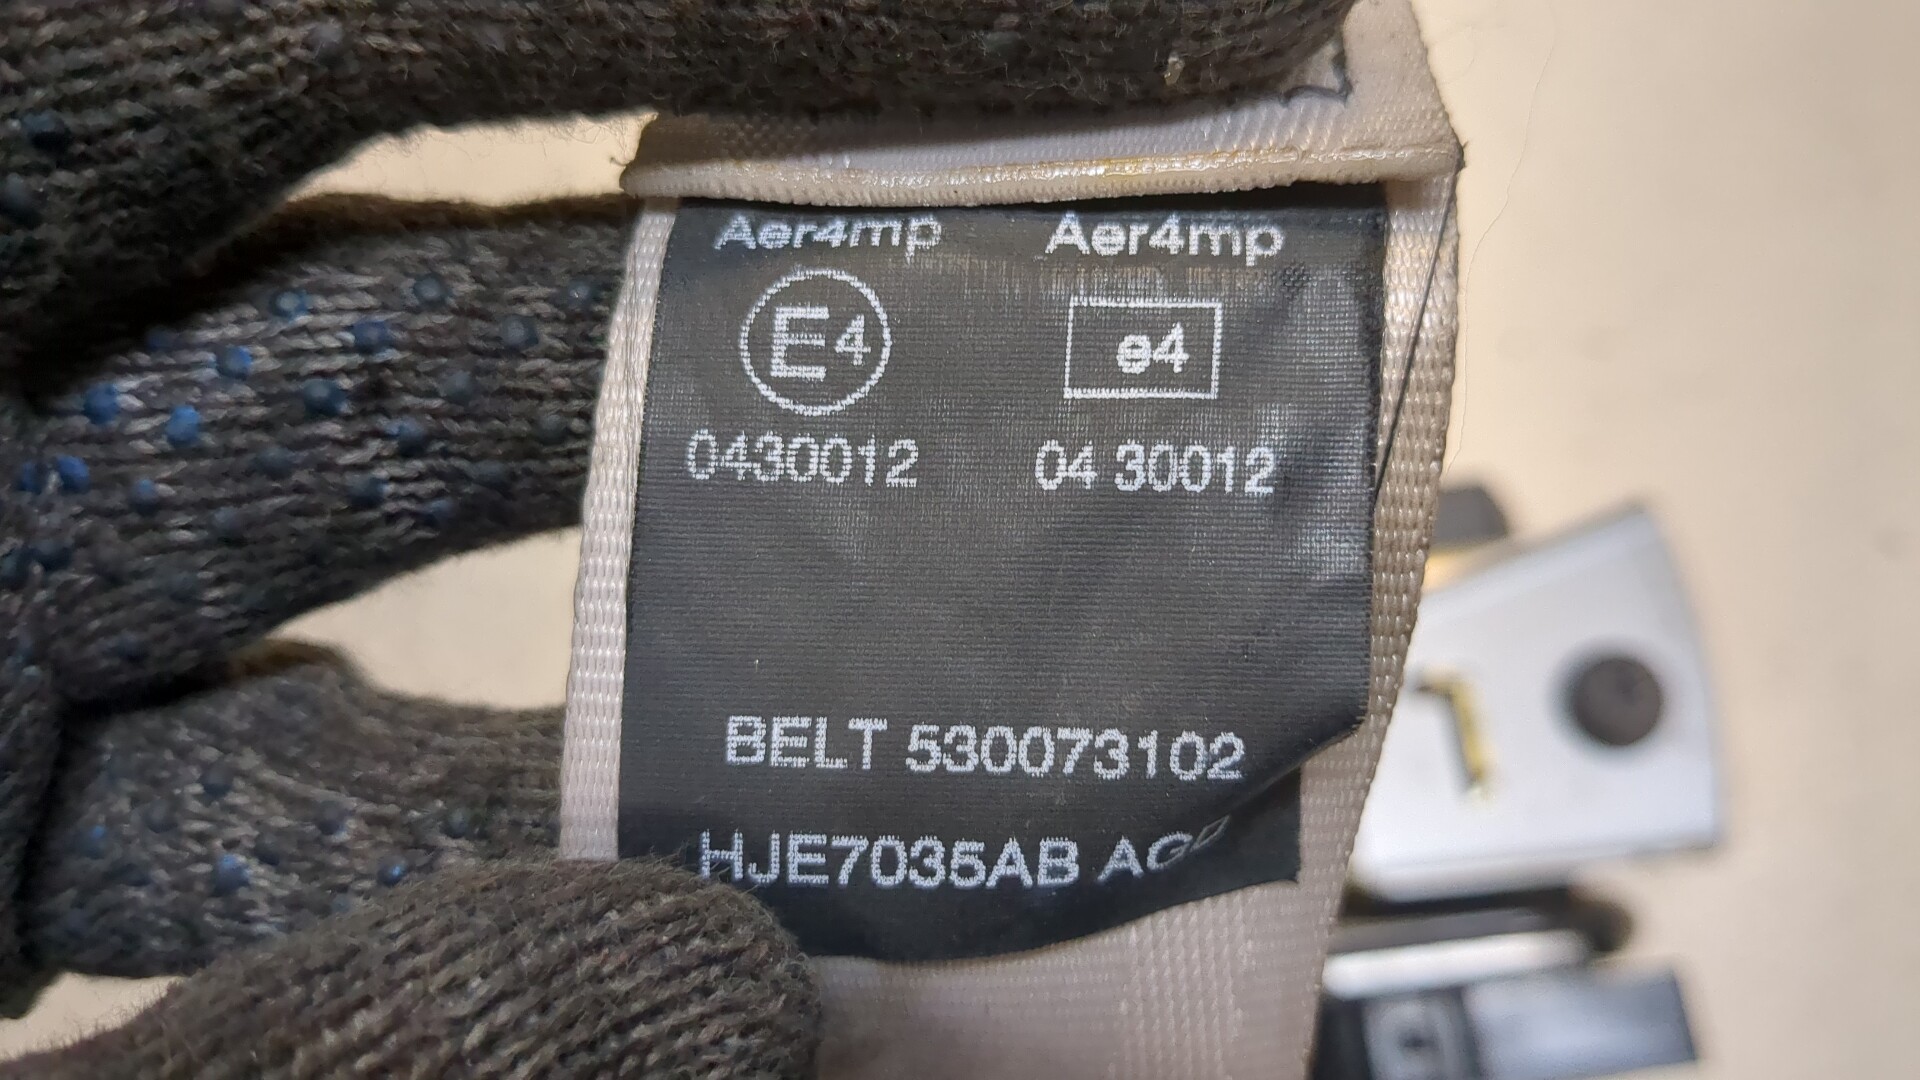 Aer4mp Aer4mp
E4 e4
0430012 04 30012
BELT 530073102
HJE7035AB